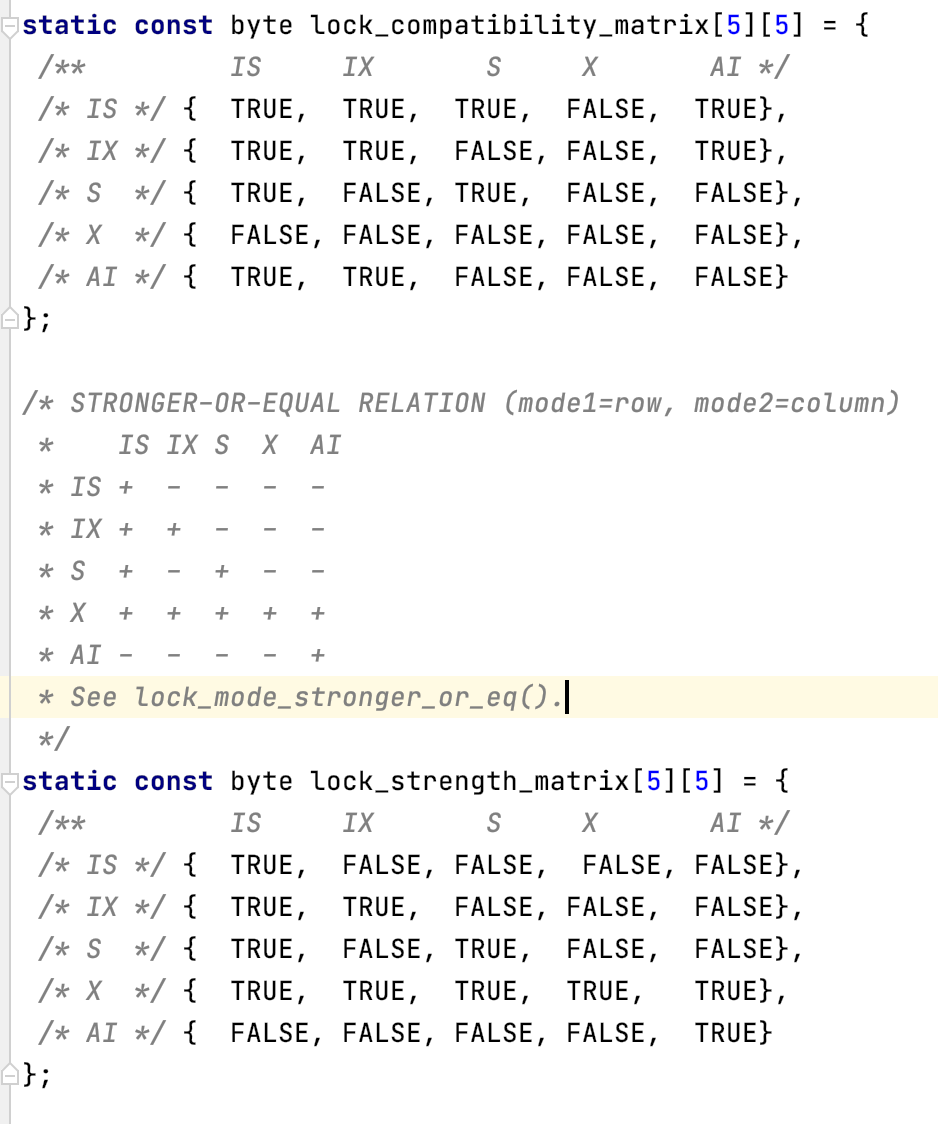 static const byte lock_compatibility_matrix[5][5] = {
 /**         IS     IX       S     X       AI */
 /* IS */ {  TRUE,  TRUE,  TRUE,  FALSE,  TRUE},
 /* IX */ {  TRUE,  TRUE,  FALSE, FALSE,  TRUE},
 /* S  */ {  TRUE,  FALSE, TRUE,  FALSE,  FALSE},
 /* X  */ {  FALSE, FALSE, FALSE, FALSE,  FALSE},
 /* AI */ {  TRUE,  TRUE,  FALSE, FALSE,  FALSE}
};
/* STRONGER-OR-EQUAL RELATION (mode1=row, mode2=column)
 *    IS IX S  X  AI
 * IS +  -  -  -  -
 * IX +  +  -  -  -
 * S  +  -  +  -  -
 * X  +  +  +  +  +
 * AI -  -  -  -  +
 * See lock_mode_stronger_or_eq().
 */
static const byte lock_strength_matrix[5][5] = {
 /**         IS     IX       S     X       AI */
 /* IS */ {  TRUE,  FALSE, FALSE,  FALSE, FALSE},
 /* IX */ {  TRUE,  TRUE,  FALSE, FALSE,  FALSE},
 /* S  */ {  TRUE,  FALSE, TRUE,  FALSE,  FALSE},
 /* X  */ {  TRUE,  TRUE,  TRUE,  TRUE,   TRUE},
 /* AI */ {  FALSE, FALSE, FALSE, FALSE,  TRUE}
};